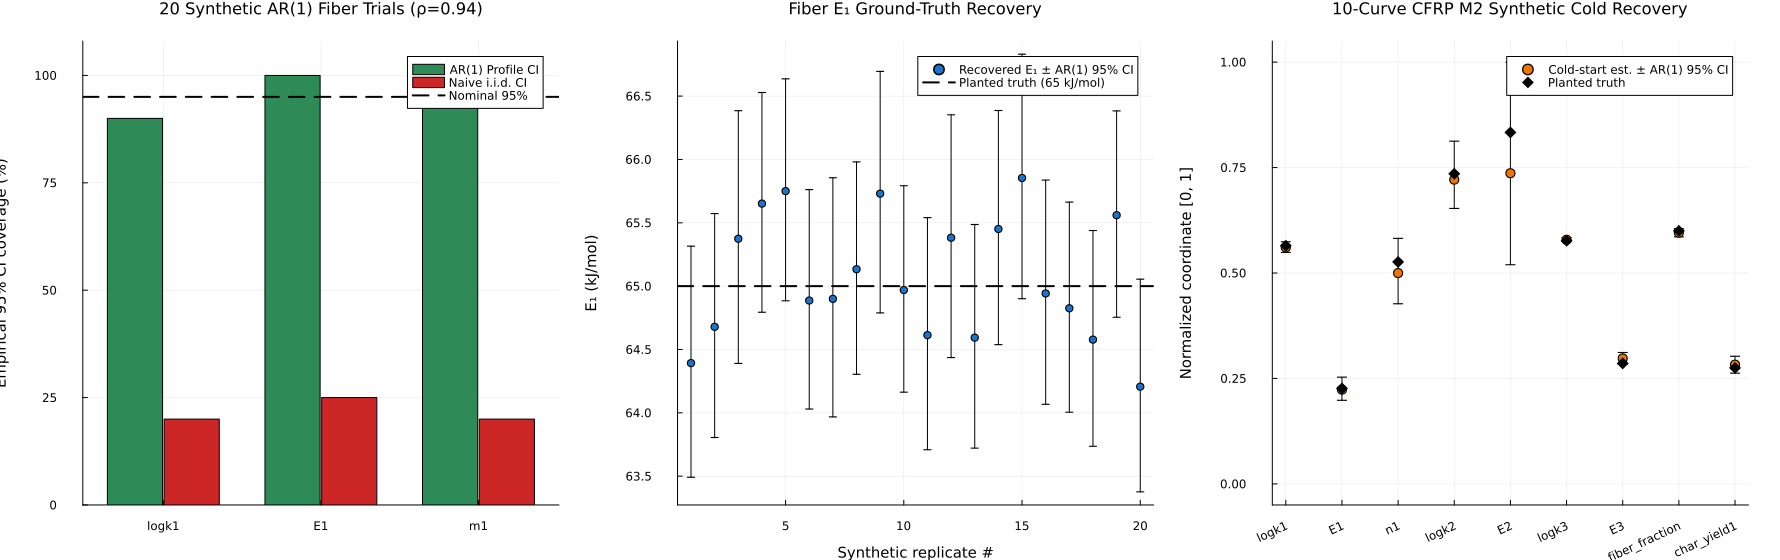 20 Synthetic AR(1) Fiber Trials (ρ=0.94)
Empirical 95% CI coverage (%)
100
75
50
25
0
AR(1) Profile CI
Naive i.i.d. CI
Nominal 95%
logk1
E1
m1
Fiber E₁ Ground-Truth Recovery
E₁ (kJ/mol)
66.5
66.0
65.5
65.0
64.5
64.0
63.5
Recovered E₁ ± AR(1) 95% CI
Planted truth (65 kJ/mol)
5
10
15
20
Synthetic replicate #
10-Curve CFRP M2 Synthetic Cold Recovery
Normalized coordinate [0, 1]
1.00
0.75
0.50
0.25
0.00
Cold-start est. ± AR(1) 95% CI
Planted truth
logk1
E1
n1
logk2
E2
logk3
E3
fiber_fraction
char_yield1